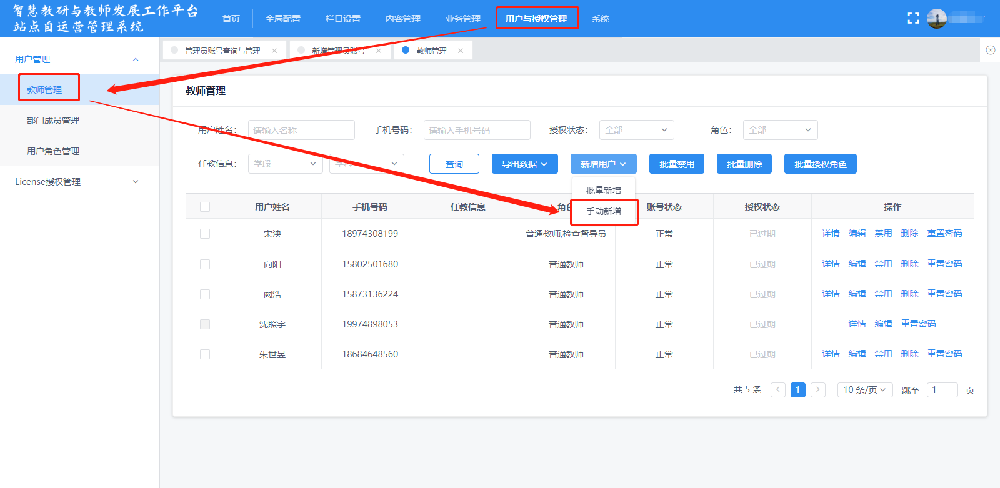 智慧教研与教师发展工作平台
站点自运营管理系统
首页 全局配置 栏目设置 内容管理 业务管理 用户与授权管理 系统
用户管理
教师管理
部门成员管理
用户角色管理
License授权管理
管理员账号查询与管理 新增管理员账号 教师管理
教师管理
用户姓名： 请输入名称 手机号码： 请输入手机号码 授权状态： 全部 角色： 全部
任教信息： 学段 学科 查询 导出数据 新增用户 批量禁用 批量删除 批量授权角色
批量新增
手动新增
用户姓名 手机号码 任教信息 角色 账号状态 授权状态 操作
宋泱 18974308199 普通教师,检查督导员 正常 已过期 详情 编辑 禁用 删除 重置密码
向阳 15802501680 普通教师 正常 已过期 详情 编辑 禁用 删除 重置密码
阙浩 15873136224 普通教师 正常 已过期 详情 编辑 禁用 删除 重置密码
沈照宇 19974898053 普通教师 正常 已过期 详情 编辑 重置密码
朱世昱 18684648560 普通教师 正常 已过期 详情 编辑 禁用 删除 重置密码
共 5 条 1 10 条/页 跳至 1 页